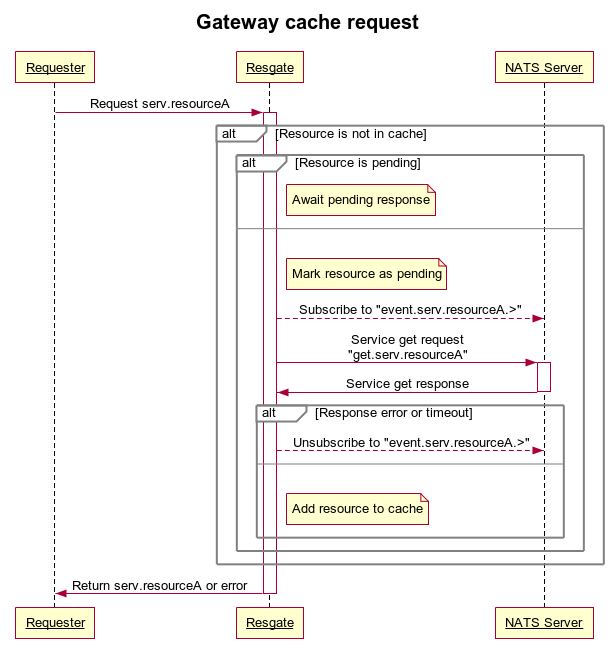 Gateway cache request
Requester
Resgate
NATS Server
Request serv.resourceA
alt
[Resource is not in cache]
alt
[Resource is pending]
Await pending response
Mark resource as pending
Subscribe to "event.serv.resourceA.>"
Service get request
"get.serv.resourceA"
Service get response
alt
[Response error or timeout]
Unsubscribe to "event.serv.resourceA.>"
Add resource to cache
Return serv.resourceA or error
Requester
Resgate
NATS Server